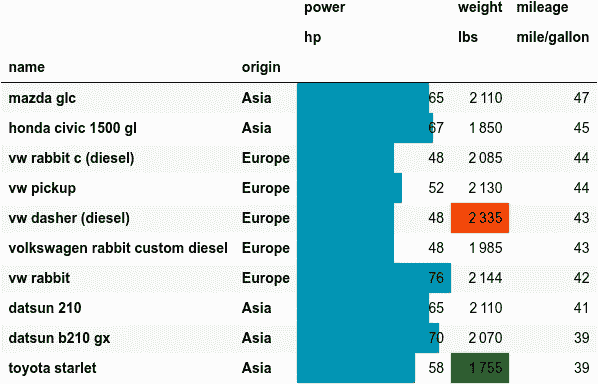 power weight mileage
hp lbs mile/gallon
name origin
mazda glc Asia 65 2 110 47
honda civic 1500 gl Asia 67 1 850 45
vw rabbit c (diesel) Europe 48 2 085 44
vw pickup Europe 52 2 130 44
vw dasher (diesel) Europe 48 2 335 43
volkswagen rabbit custom diesel Europe 48 1 985 43
vw rabbit Europe 76 2 144 42
datsun 210 Asia 65 2 110 41
datsun b210 gx Asia 70 2 070 39
toyota starlet Asia 58 1 755 39